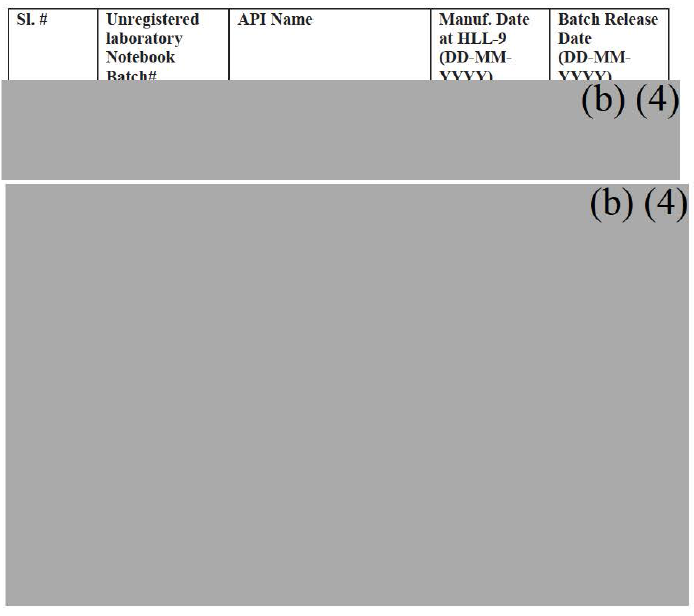 Sl. #
Unregistered
laboratory
Notebook
Batch#
API Name
Manuf. Date
at HLL-9
(DD-MM-
YYYY)
Batch Release
Date
(DD-MM-
YYYY)
(b) (4)
(b) (4)